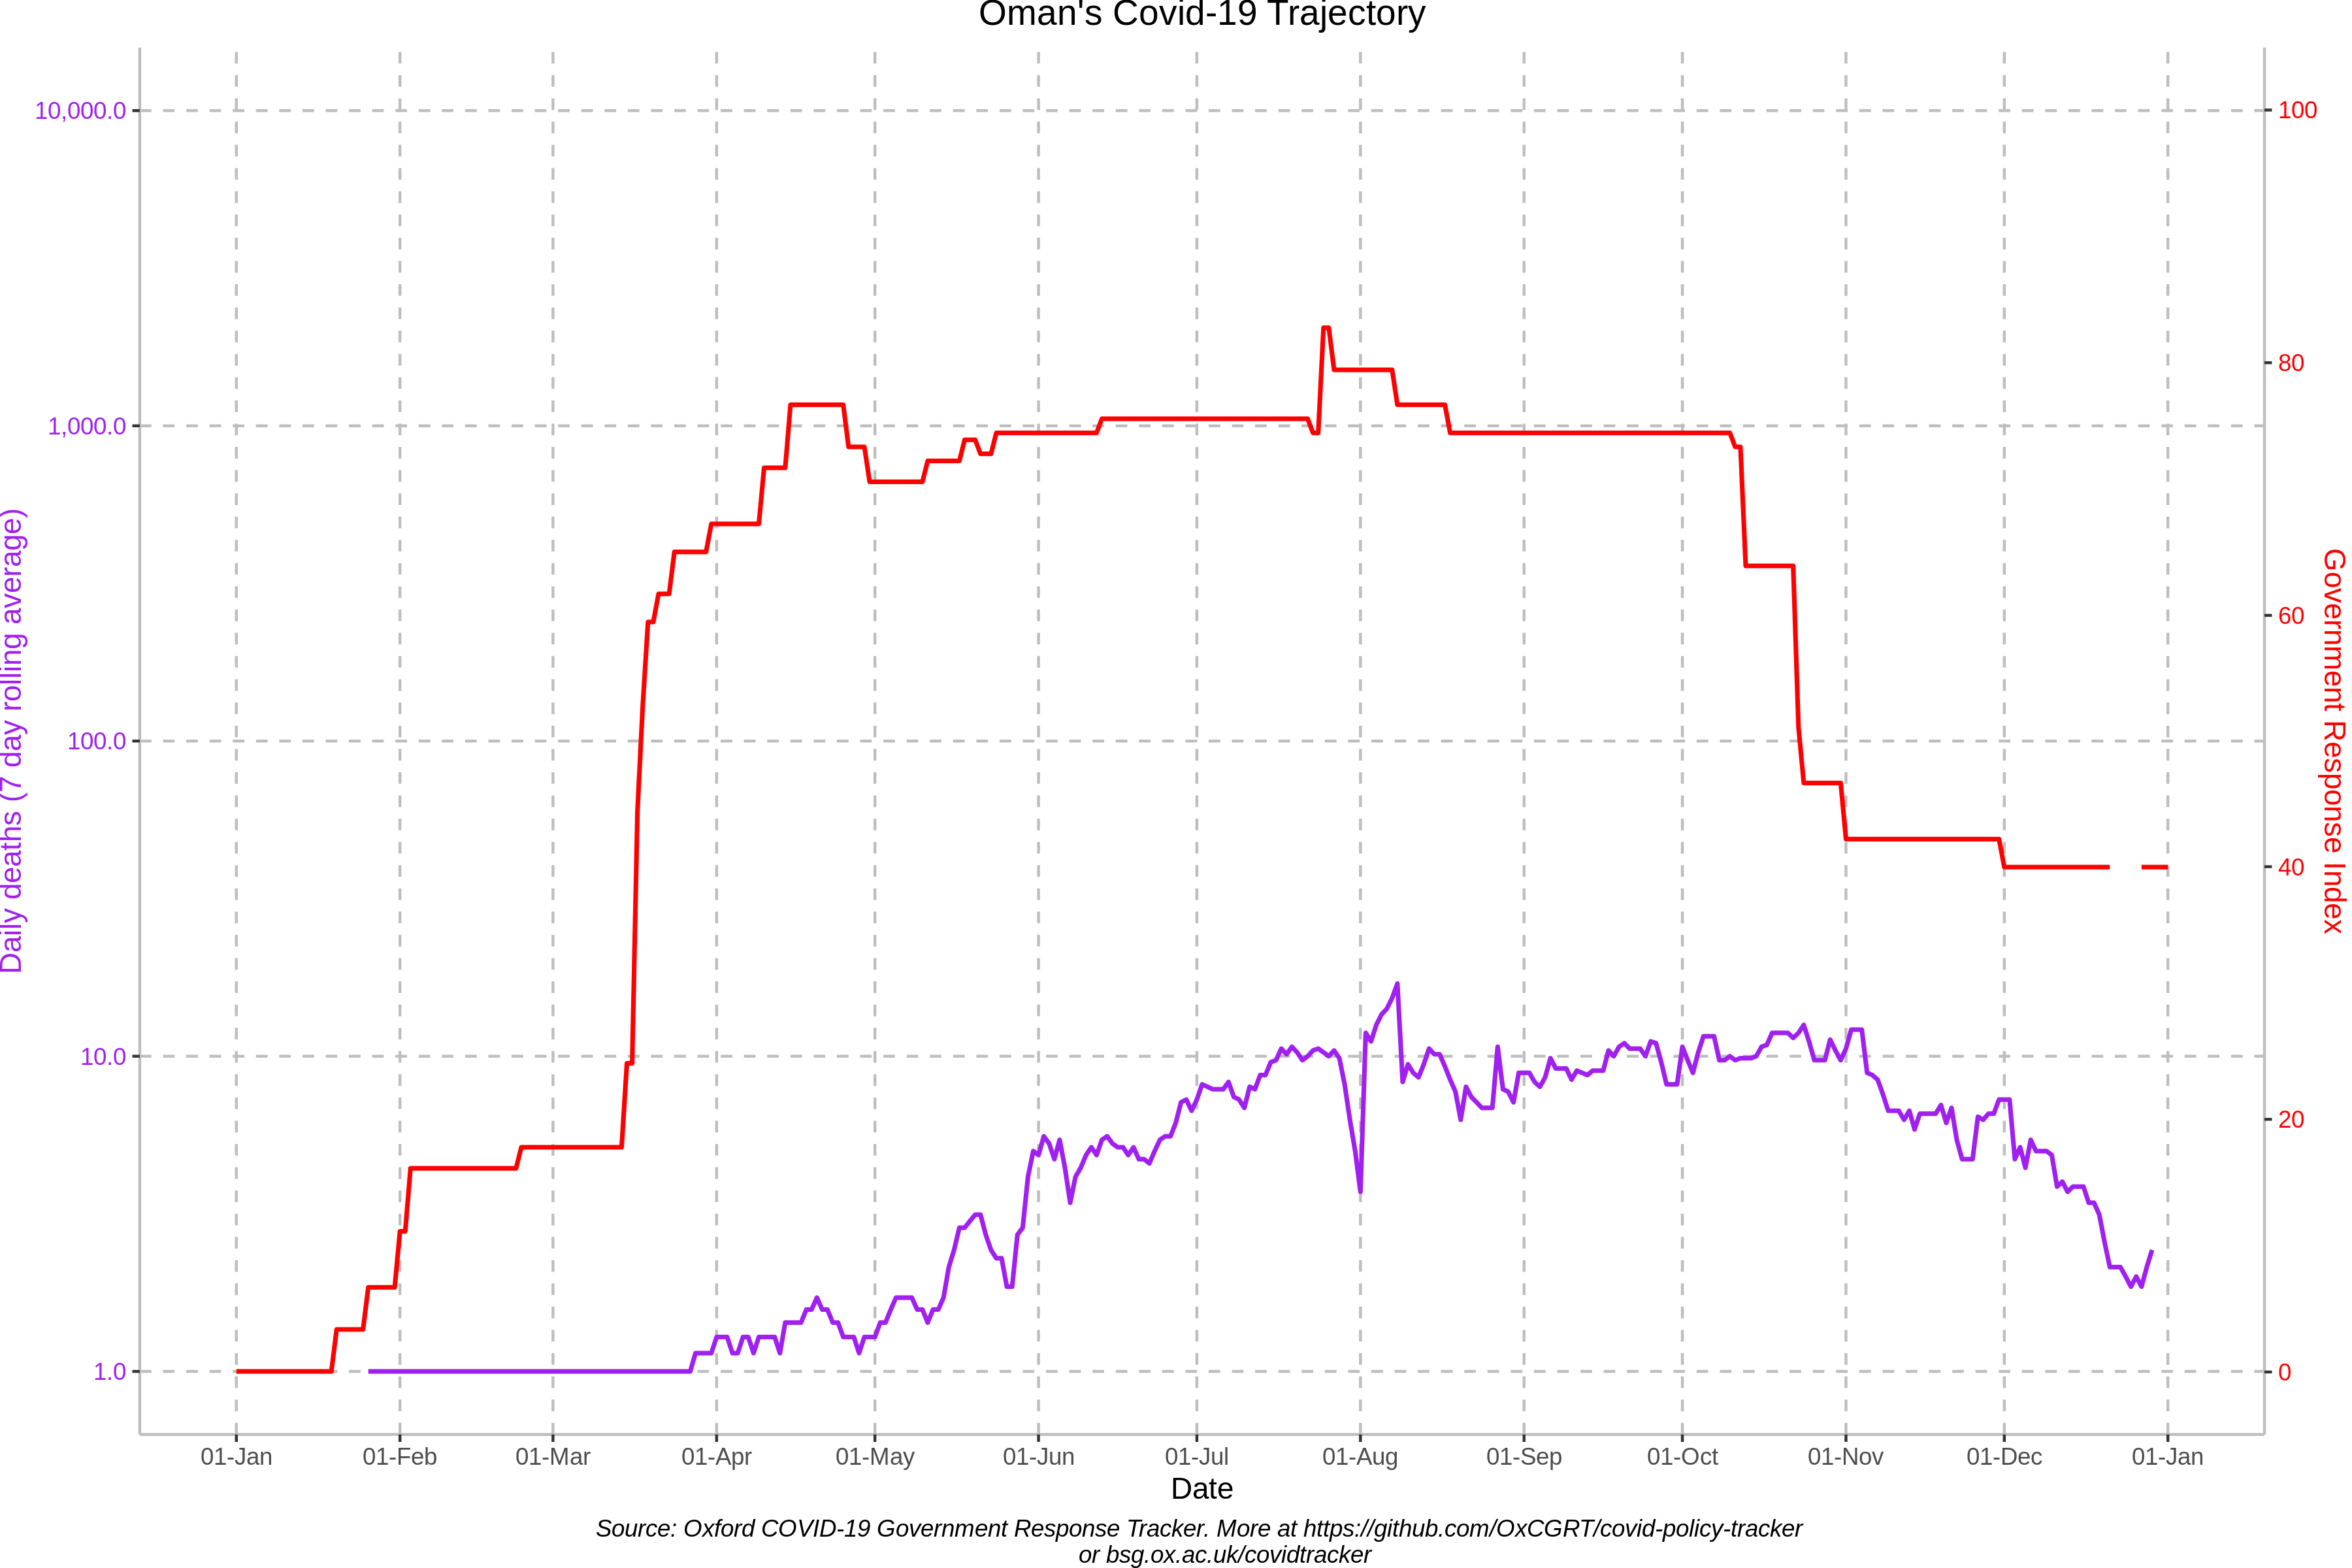 Oman's Covid-19 Trajectory
10,000.0
1,000.0
100.0
10.0
1.0
Daily deaths (7 day rolling average)
100
80
60
40
20
0
Government Response Index
01-Jan 01-Feb 01-Mar 01-Apr 01-May 01-Jun 01-Jul 01-Aug 01-Sep 01-Oct 01-Nov 01-Dec 01-Jan
Date
Source: Oxford COVID-19 Government Response Tracker. More at https://github.com/OxCGRT/covid-policy-tracker
or bsg.ox.ac.uk/covidtracker